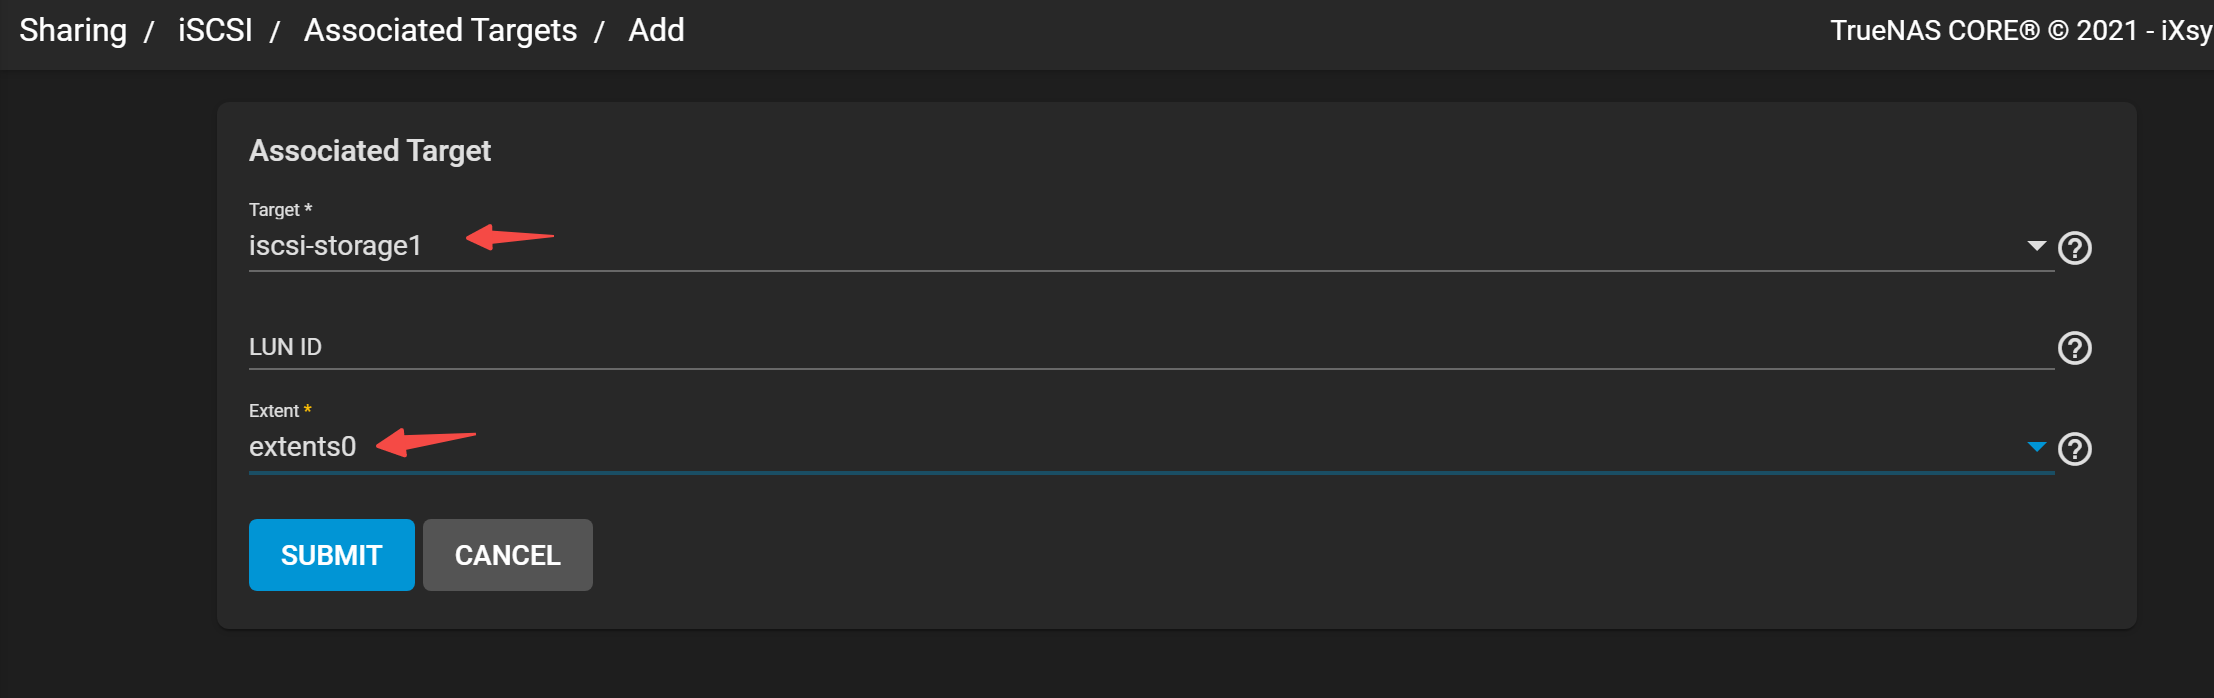 Sharing / iSCSI / Associated Targets / Add
TrueNAS CORE® © 2021 - iXsy
Associated Target
Target *
iscsi-storage1
LUN ID
Extent *
extents0
SUBMIT CANCEL